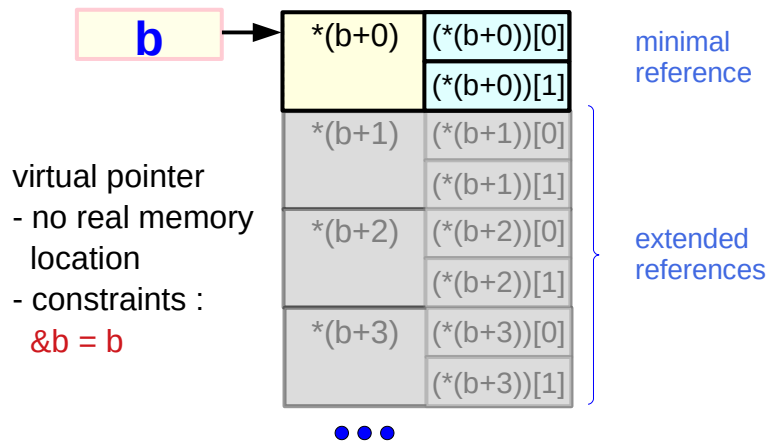 b
*(b+0)
(*(b+0))[0]
(*(b+0))[1]
minimal
reference
*(b+1)
(*(b+1))[0]
(*(b+1))[1]
*(b+2)
(*(b+2))[0]
(*(b+2))[1]
*(b+3)
(*(b+3))[0]
(*(b+3))[1]
extended
references
virtual pointer
- no real memory
location
- constraints :
&b = b